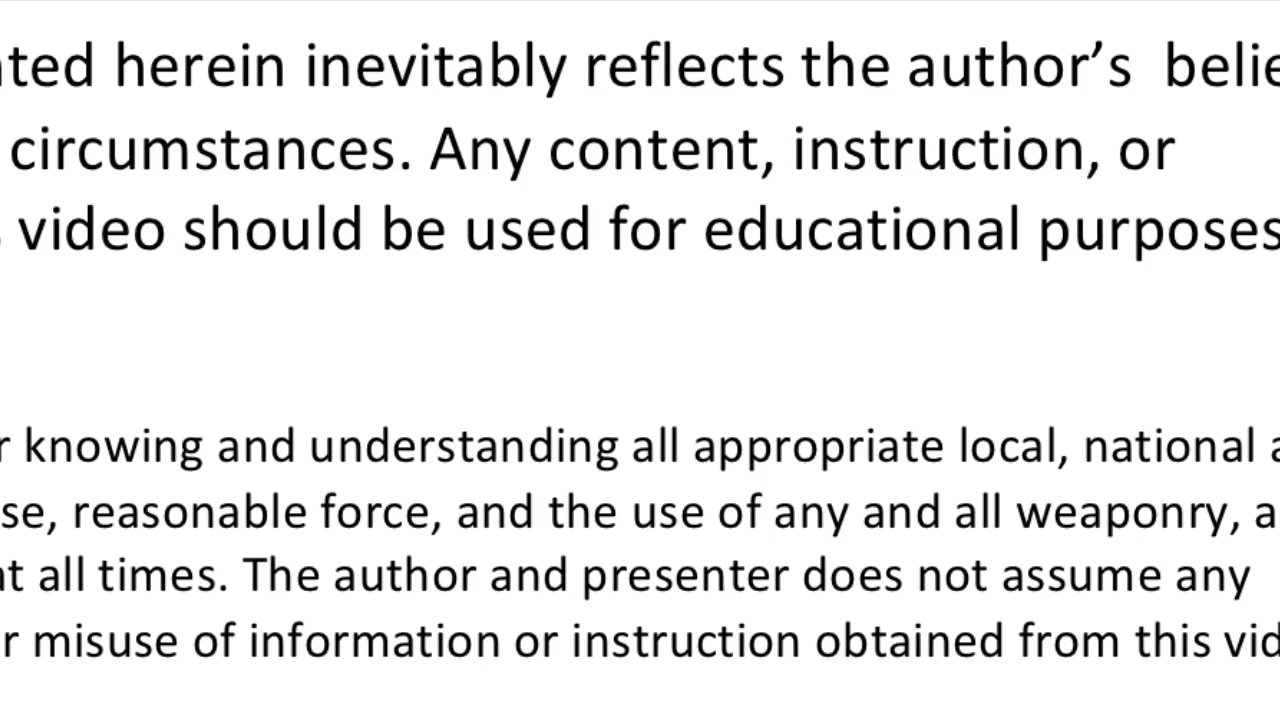 nted herein inevitably reflects the author’s  belie
circumstances. Any content, instruction, or
video should be used for educational purposes
r knowing and understanding all appropriate local, national a
se, reasonable force, and the use of any and all weaponry, a
at all times. The author and presenter does not assume any
r misuse of information or instruction obtained from this vid